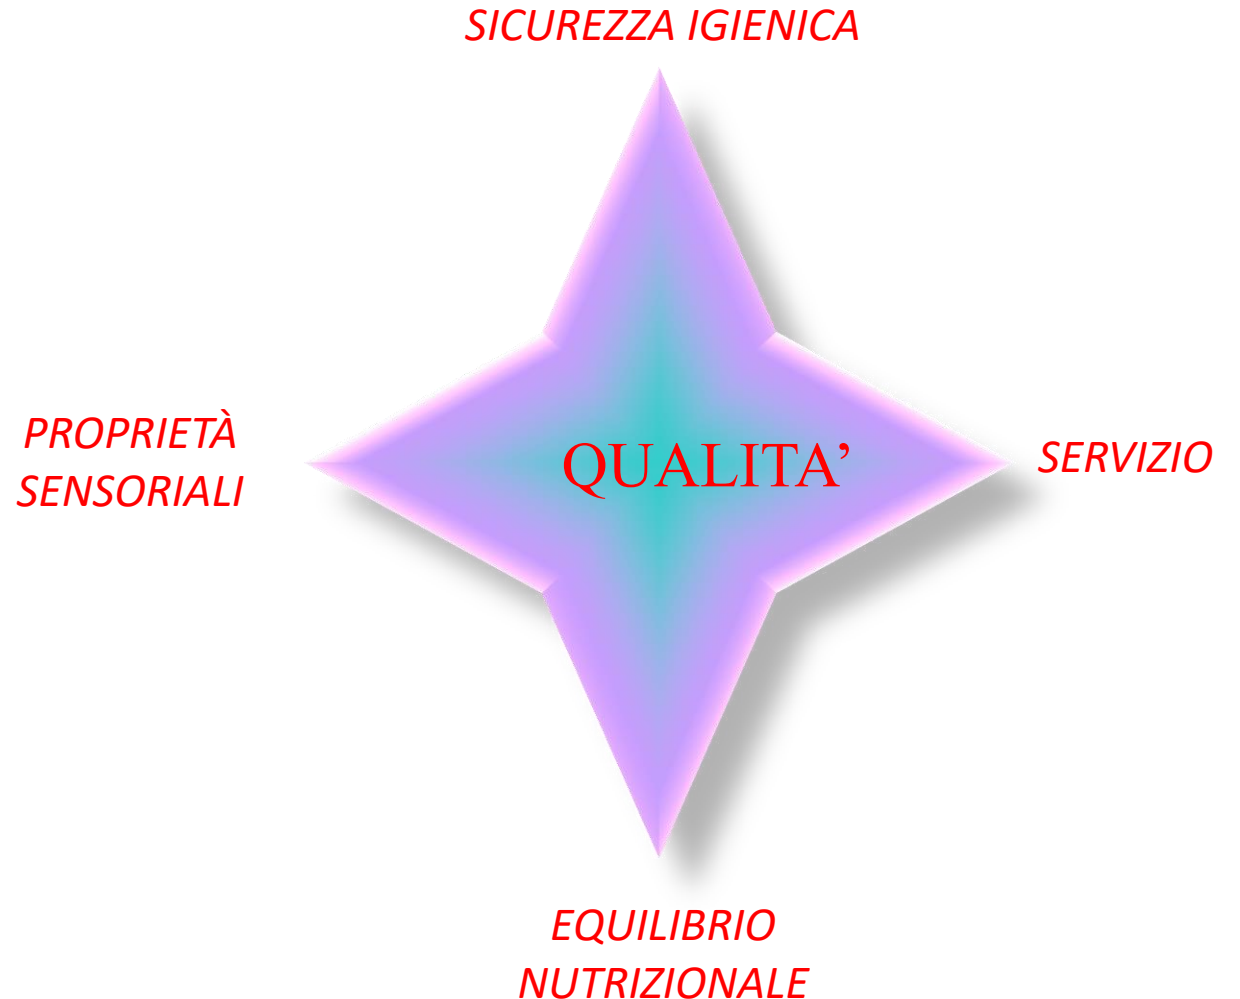 SICUREZZA IGIENICA
PROPRIETÀ
SENSORIALI
QUALITA’
SERVIZIO
EQUILIBRIO
NUTRIZIONALE